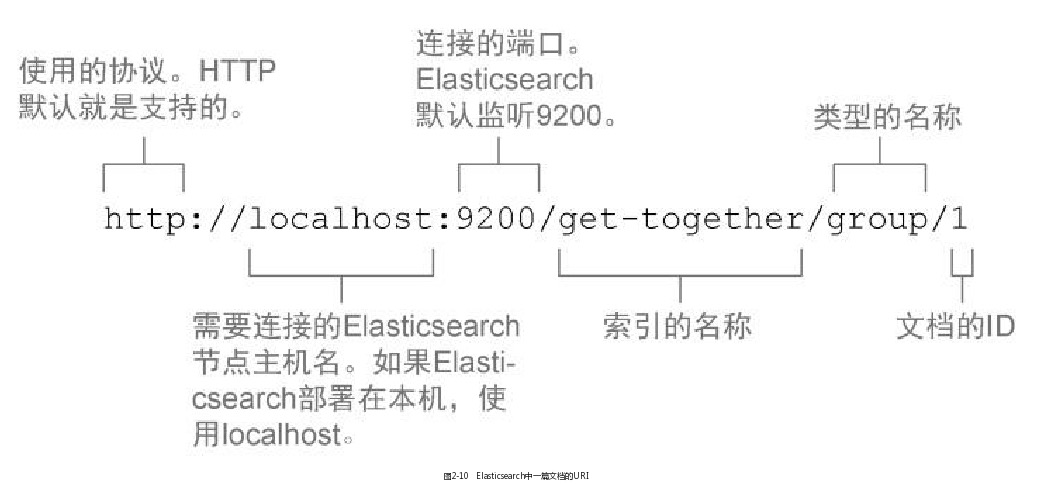 使用的协议。HTTP
默认就是支持的。
连接的端口。
Elasticsearch
默认监听9200。
类型的名称
http://localhost:9200/get-together/group/1
需要连接的Elasticsearch
节点主机名。如果Elasti-
csearch部署在本机，使
用localhost。
索引的名称
文档的ID
图2-10 Elasticsearch中一篇文档的URI